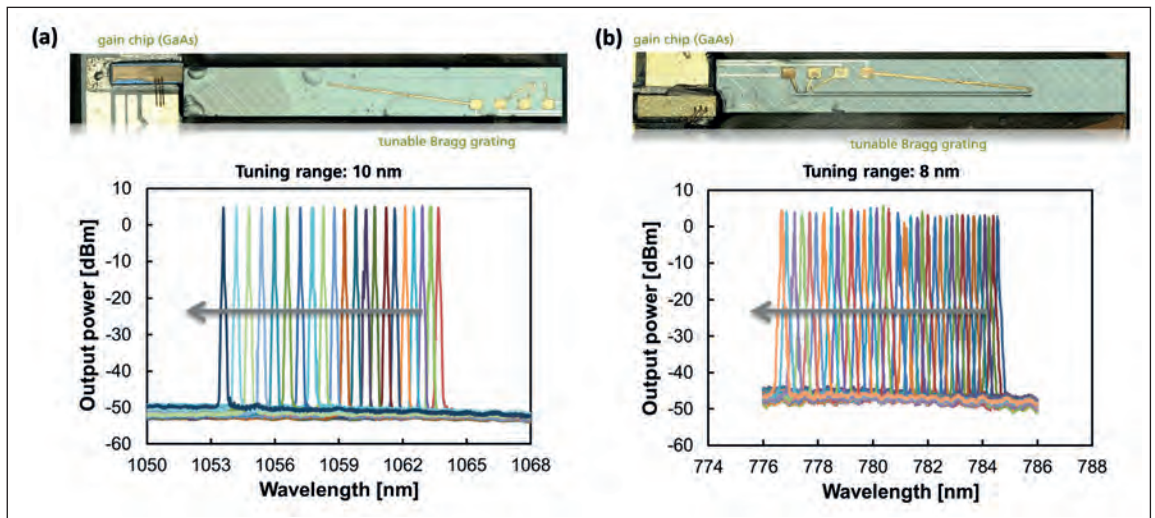 (a)
gain chip (GaAs)
tunable Bragg grating
Tuning range: 10 nm
Output power [dBm]
10
0
-10
-20
-30
-40
-50
-60
1050
1053
1056
1059
1062
1065
1068
Wavelength [nm]
(b)
gain chip (GaAs)
tunable Bragg grating
Tuning range: 8 nm
Output power [dBm]
10
0
-10
-20
-30
-40
-50
-60
774
776
778
780
782
784
786
788
Wavelength [nm]